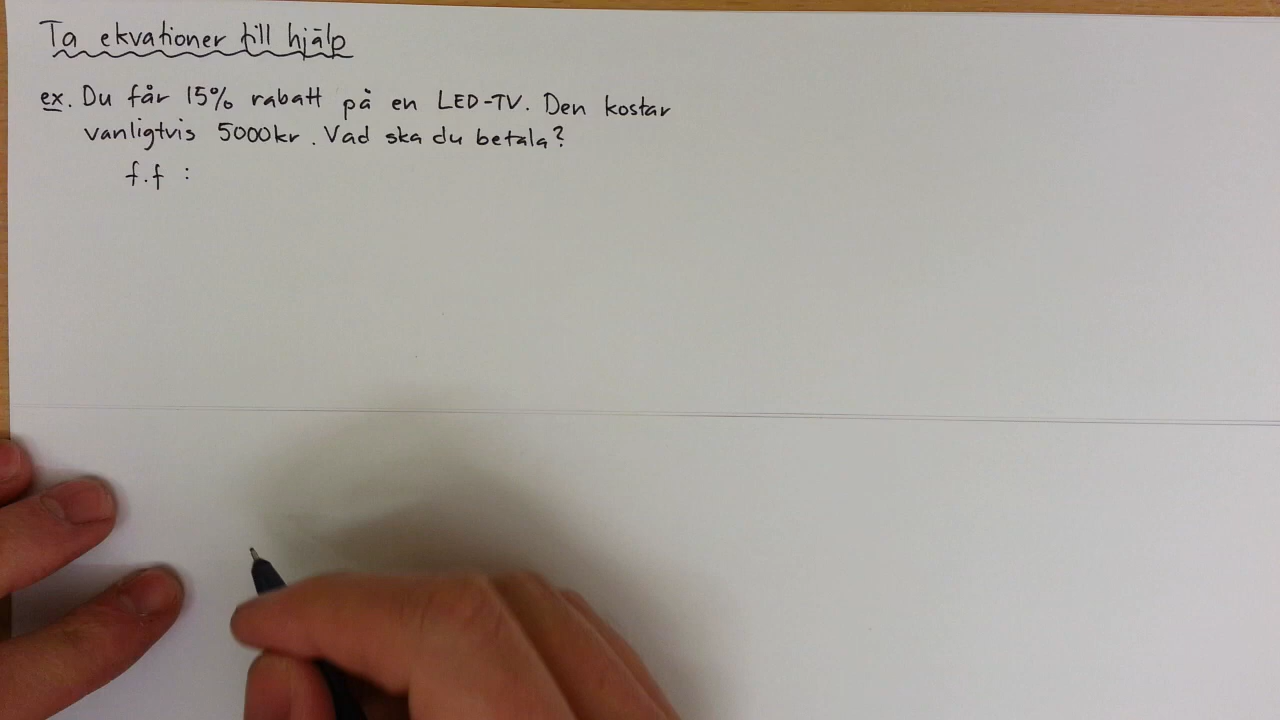 Ta ekvationer till hjälp
ex. Du får 15% rabatt på en LED-TV. Den kostar
vanligtvis 5000kr. Vad ska du betala?
f.f :